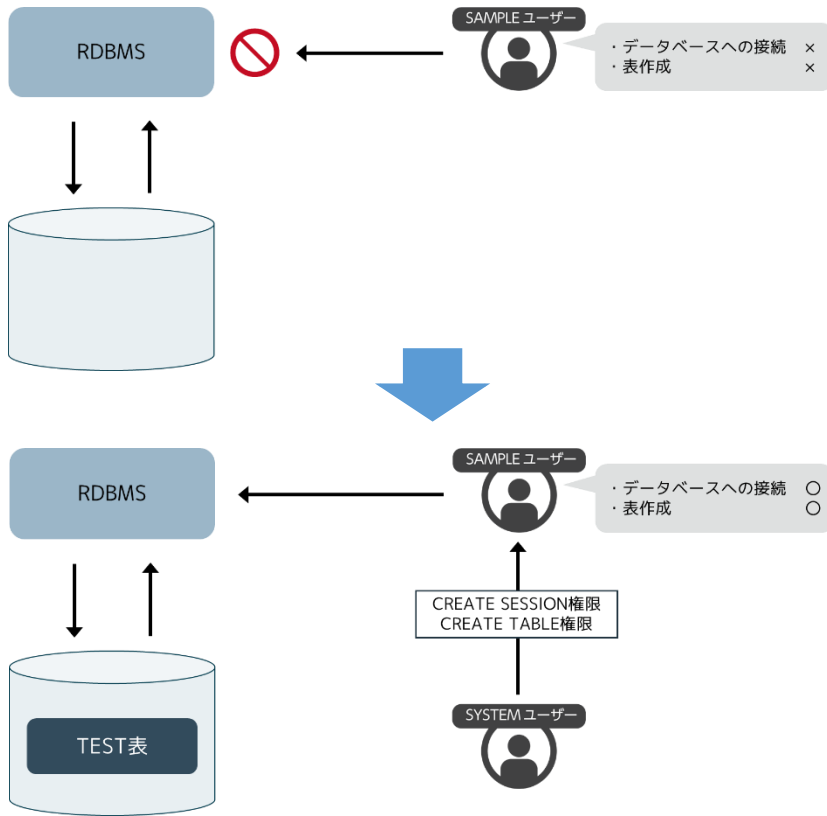 RDBMS
SAMPLE ユーザー
・データベースへの接続 ×
・表作成 ×
RDBMS
SAMPLE ユーザー
・データベースへの接続 〇
・表作成 〇
CREATE SESSION権限
CREATE TABLE権限
SYSTEM ユーザー
TEST表